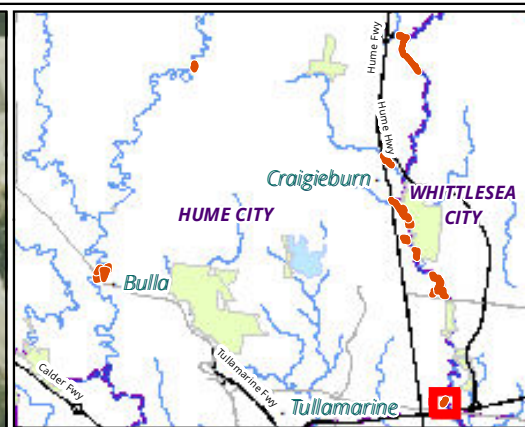 Hume Fwy
Hume Hwy
Craigieburn
WHITTLESEA
CITY
HUME CITY
Bulla
Calder Fwy
Tullamarine Fwy
Tullamarine